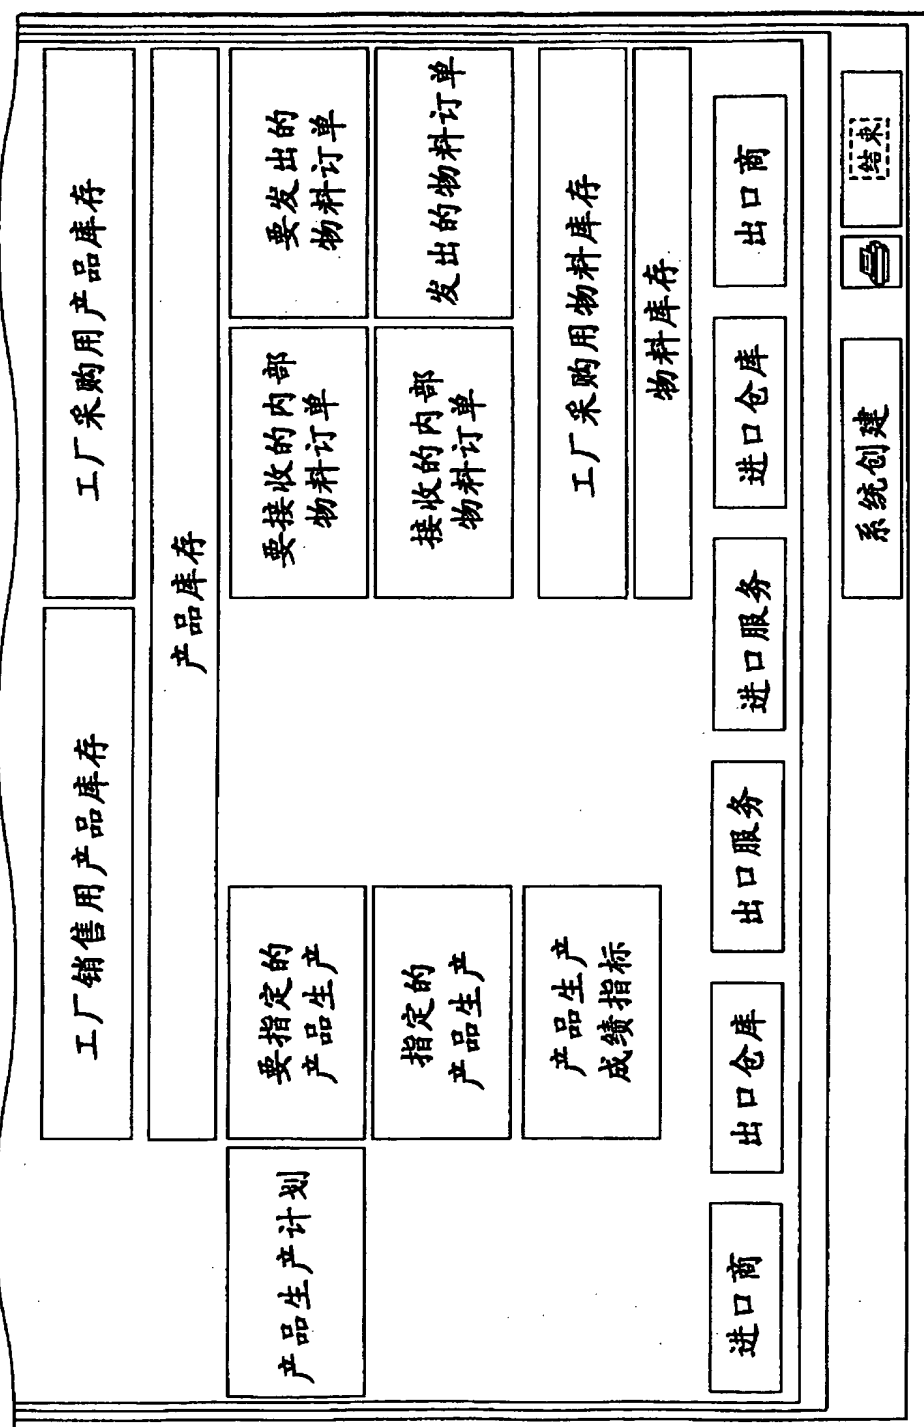 工厂销售用产品库存
工厂采购用产品库存
产品库存
产品生产计划
要指定的
产品生产
要接收的内部
物料订单
要发出的
物料订单
指定的
产品生产
接收的内部
物料订单
发出的物料订单
产品生产
成绩指标
工厂采购用物料库存
物料库存
进口商
出口仓库
出口服务
进口服务
进口仓库
出口商
系统创建
结束